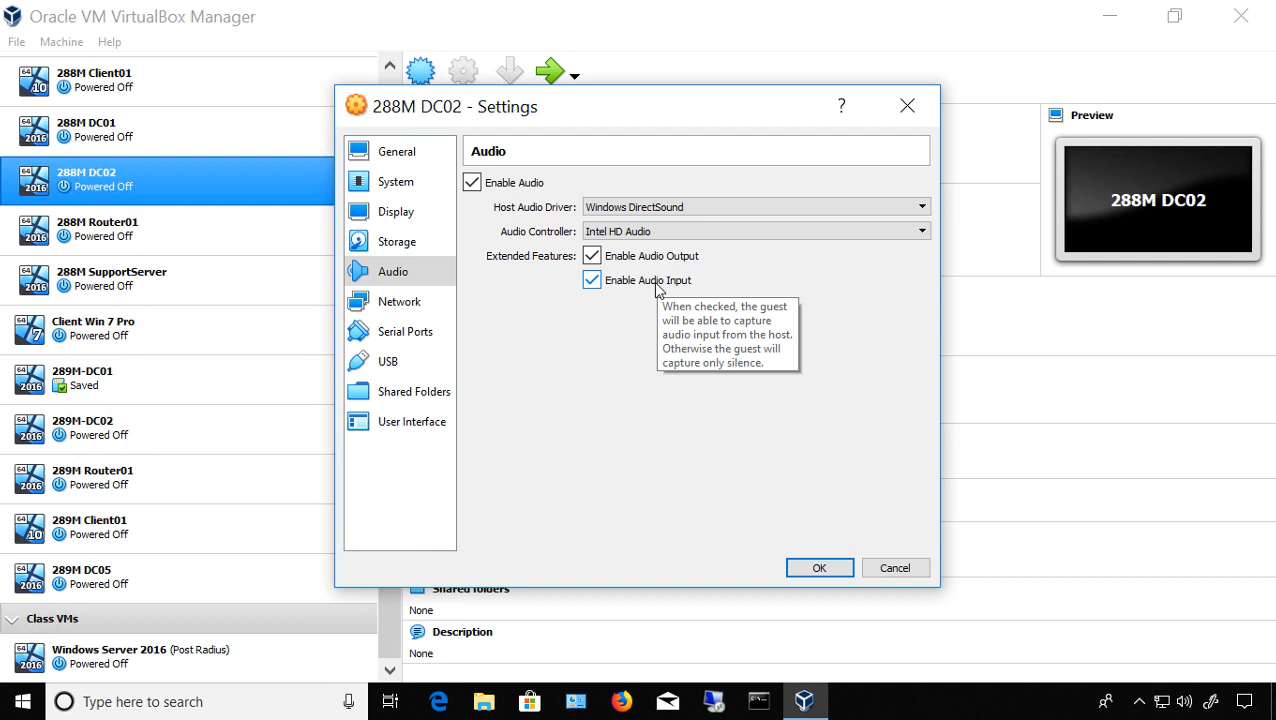 Oracle VM VirtualBox Manager
File Machine Help
288M Client01
Powered Off
288M DC01
Powered Off
288M DC02
Powered Off
288M Router01
Powered Off
288M SupportServer
Powered Off
Client Win 7 Pro
Powered Off
289M-DC01
Saved
289M-DC02
Powered Off
289M Router01
Powered Off
289M Client01
Powered Off
289M DC05
Powered Off
Class VMs
Windows Server 2016 (Post Radius)
Powered Off
288M DC02 - Settings
?
General
System
Display
Storage
Audio
Network
Serial Ports
USB
Shared Folders
User Interface
Audio
Enable Audio
Host Audio Driver: Windows DirectSound
Audio Controller: Intel HD Audio
Extended Features: Enable Audio Output
Enable Audio Input
When checked, the guest
will be able to capture
audio input from the host.
Otherwise the guest will
capture only silence.
OK Cancel
Preview
288M DC02
Shared folders
None
Description
None
Type here to search